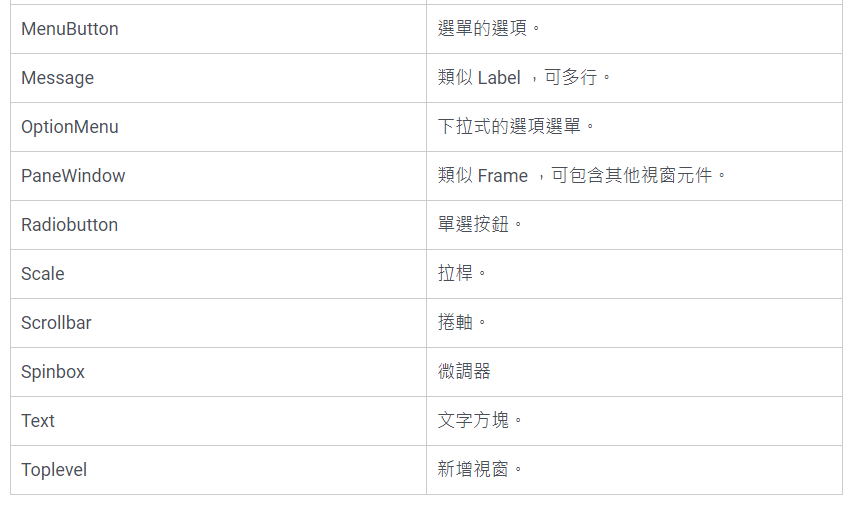 MenuButton 選單的選項。
Message 類似 Label ，可多行。
OptionMenu 下拉式的選項選單。
PaneWindow 類似 Frame ，可包含其他視窗元件。
Radiobutton 單選按鈕。
Scale 拉桿。
Scrollbar 捲軸。
Spinbox 微調器
Text 文字方塊。
Toplevel 新增視窗。